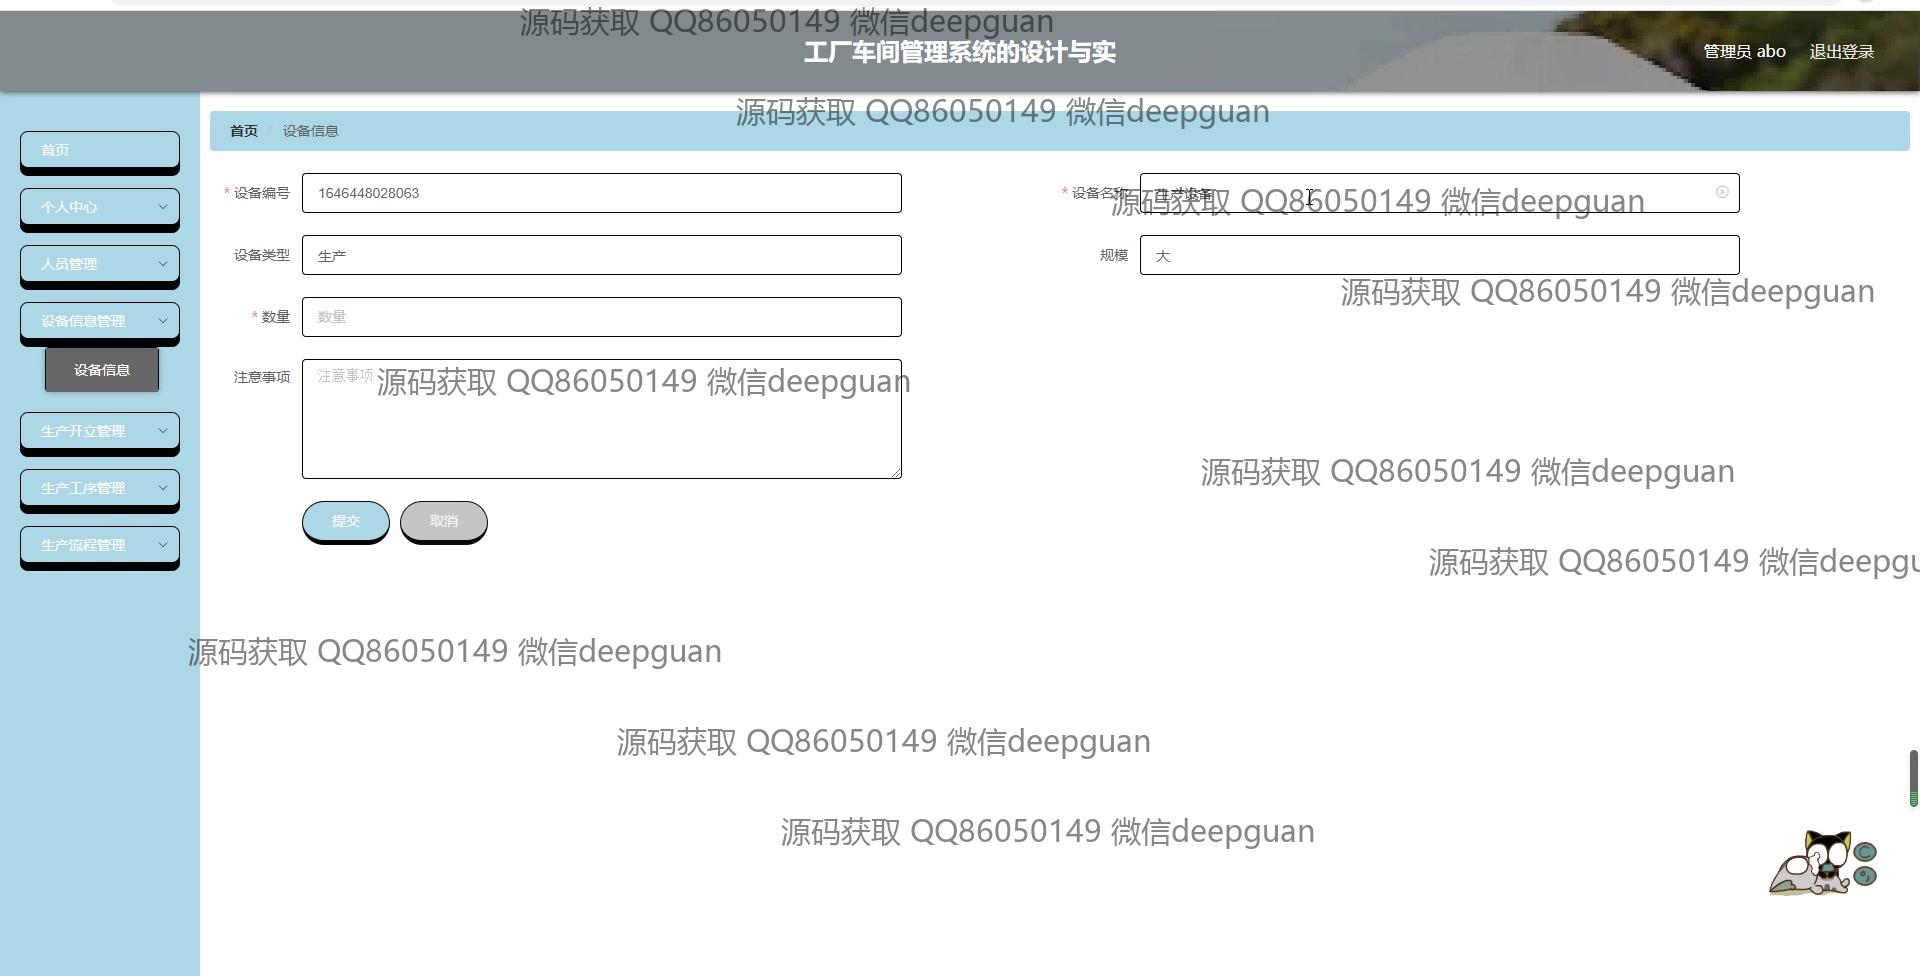 源码获取 QQ86050149 微信deepguan
工厂车间管理系统的设计与实
管理员 abo
退出登录
源码获取 QQ86050149 微信deepguan
首页 / 设备信息
首页
个人中心
人员管理
设备信息管理
设备信息
生产开立管理
生产工序管理
生产流程管理
* 设备编号
1646448028063
* 设备名称
生产设备
源码获取 QQ86050149 微信deepguan
设备类型
生产
规模
大
源码获取 QQ86050149 微信deepguan
* 数量
数量
注意事项
注意事项
源码获取 QQ86050149 微信deepguan
源码获取 QQ86050149 微信deepguan
提交
取消
源码获取 QQ86050149 微信deepgu
源码获取 QQ86050149 微信deepguan
源码获取 QQ86050149 微信deepguan
源码获取 QQ86050149 微信deepguan